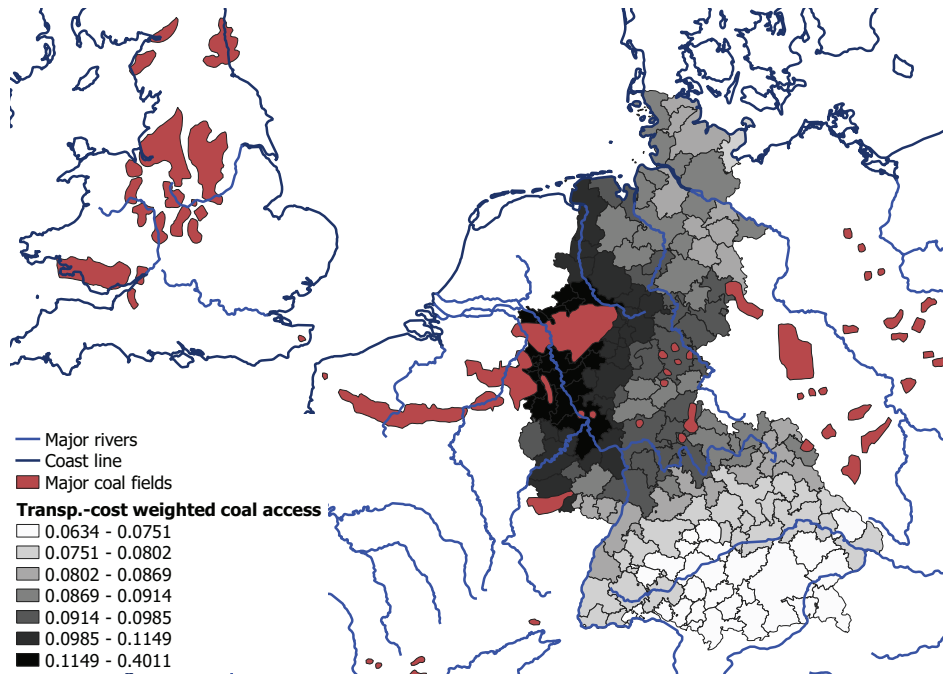 Major rivers
Coast line
Major coal fields
Transp.-cost weighted coal access
0.0634 - 0.0751
0.0751 - 0.0802
0.0802 - 0.0869
0.0869 - 0.0914
0.0914 - 0.0985
0.0985 - 0.1149
0.1149 - 0.4011